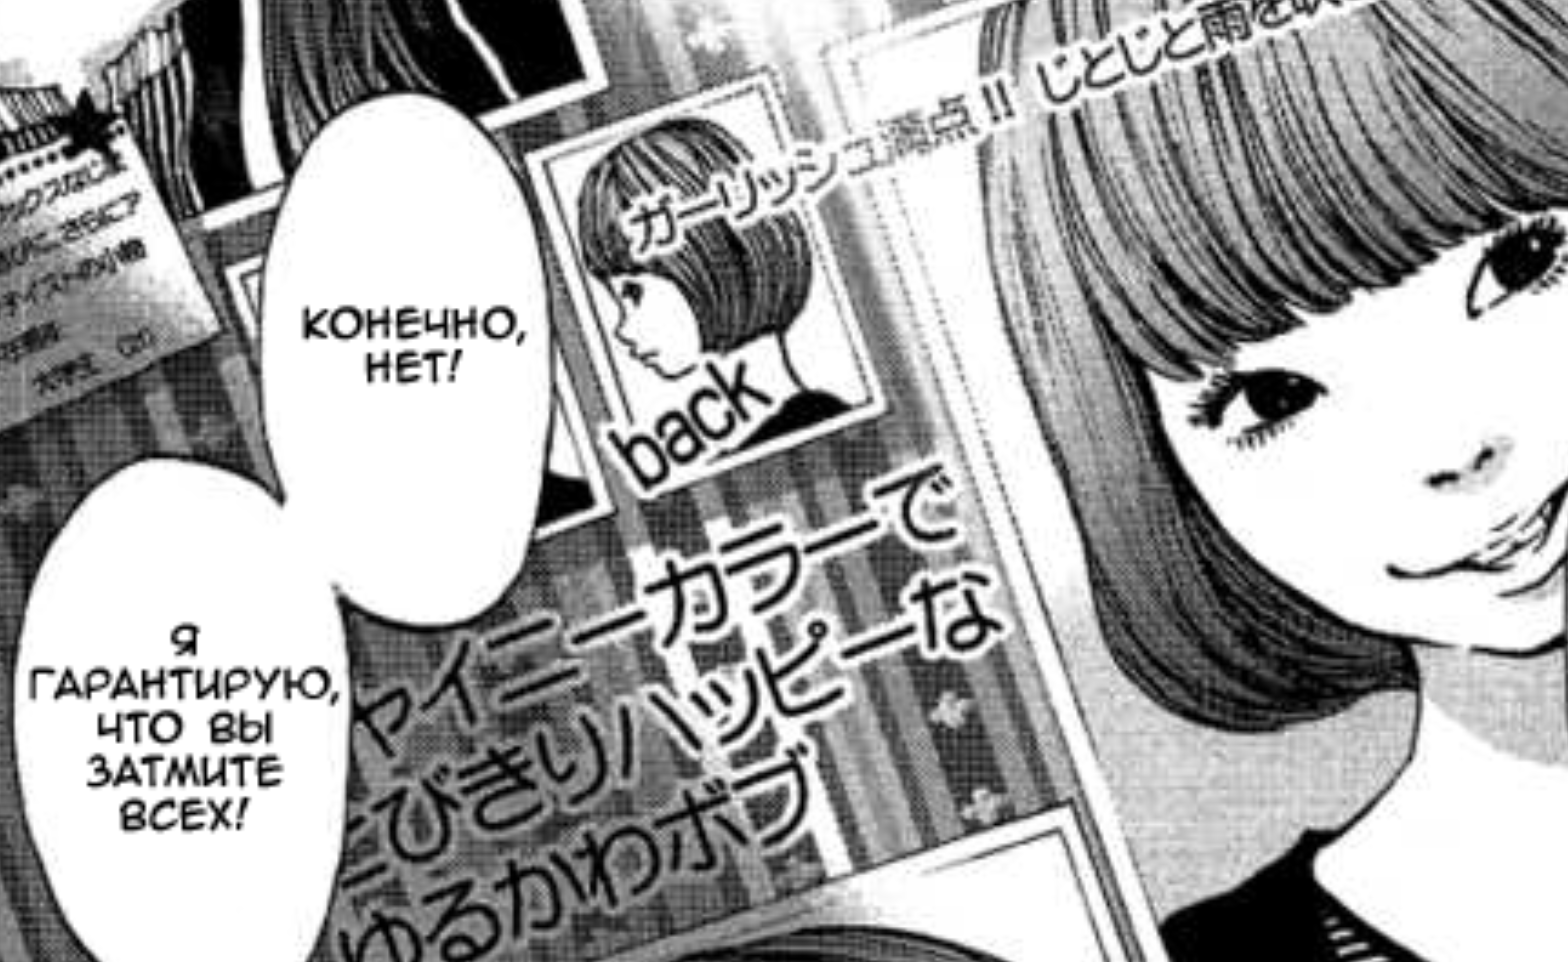 ガーリッシュ満点!! じとじと雨を
КОНЕЧНО,
НЕТ!
back
ャイニーカラーで
とびきりハッピーな
ゆるかわボブ
Я
ГАРАНТИРУЮ,
ЧТО ВЫ
ЗАТМИТЕ
ВСЕХ!